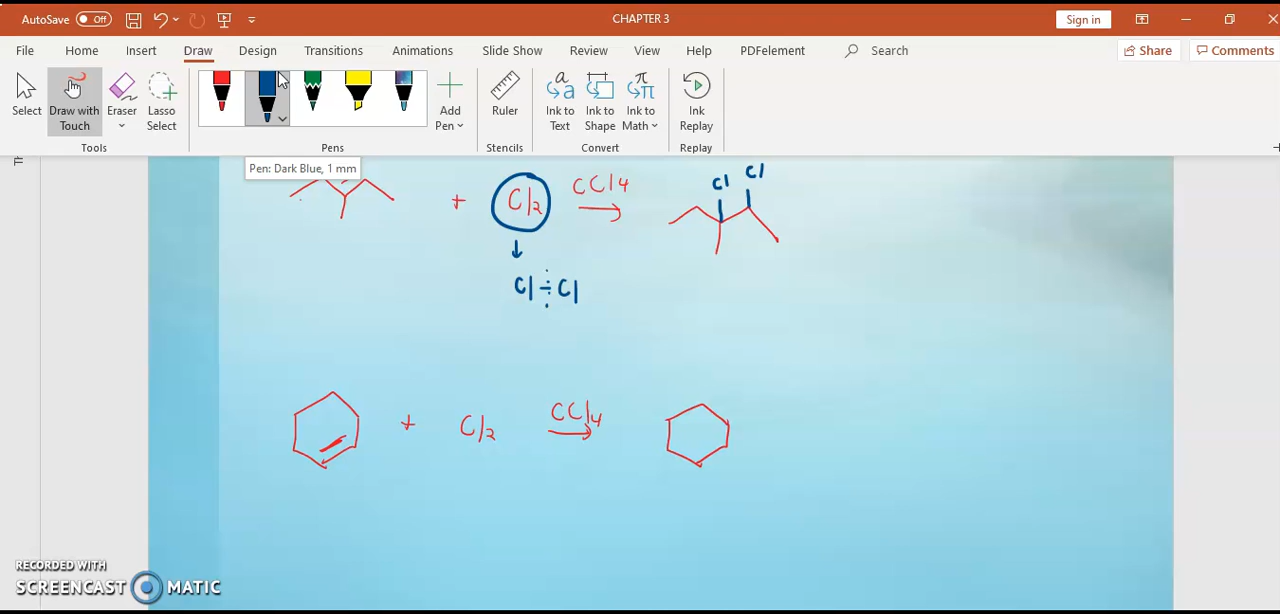 AutoSave Off CHAPTER 3 Sign in
File Home Insert Draw Design Transitions Animations Slide Show Review View Help PDFelement Search Share Comments
Select Draw with Touch Eraser Lasso Select Add Pen Ruler Ink to Text Ink to Shape Ink to Math Ink Replay
Tools Pens Stencils Convert Replay
Pen: Dark Blue, 1 mm
+ Cl2 CCl4 Cl Cl
Cl Cl
+ Cl2 CCl4
RECORDED WITH
SCREENCAST MATIC